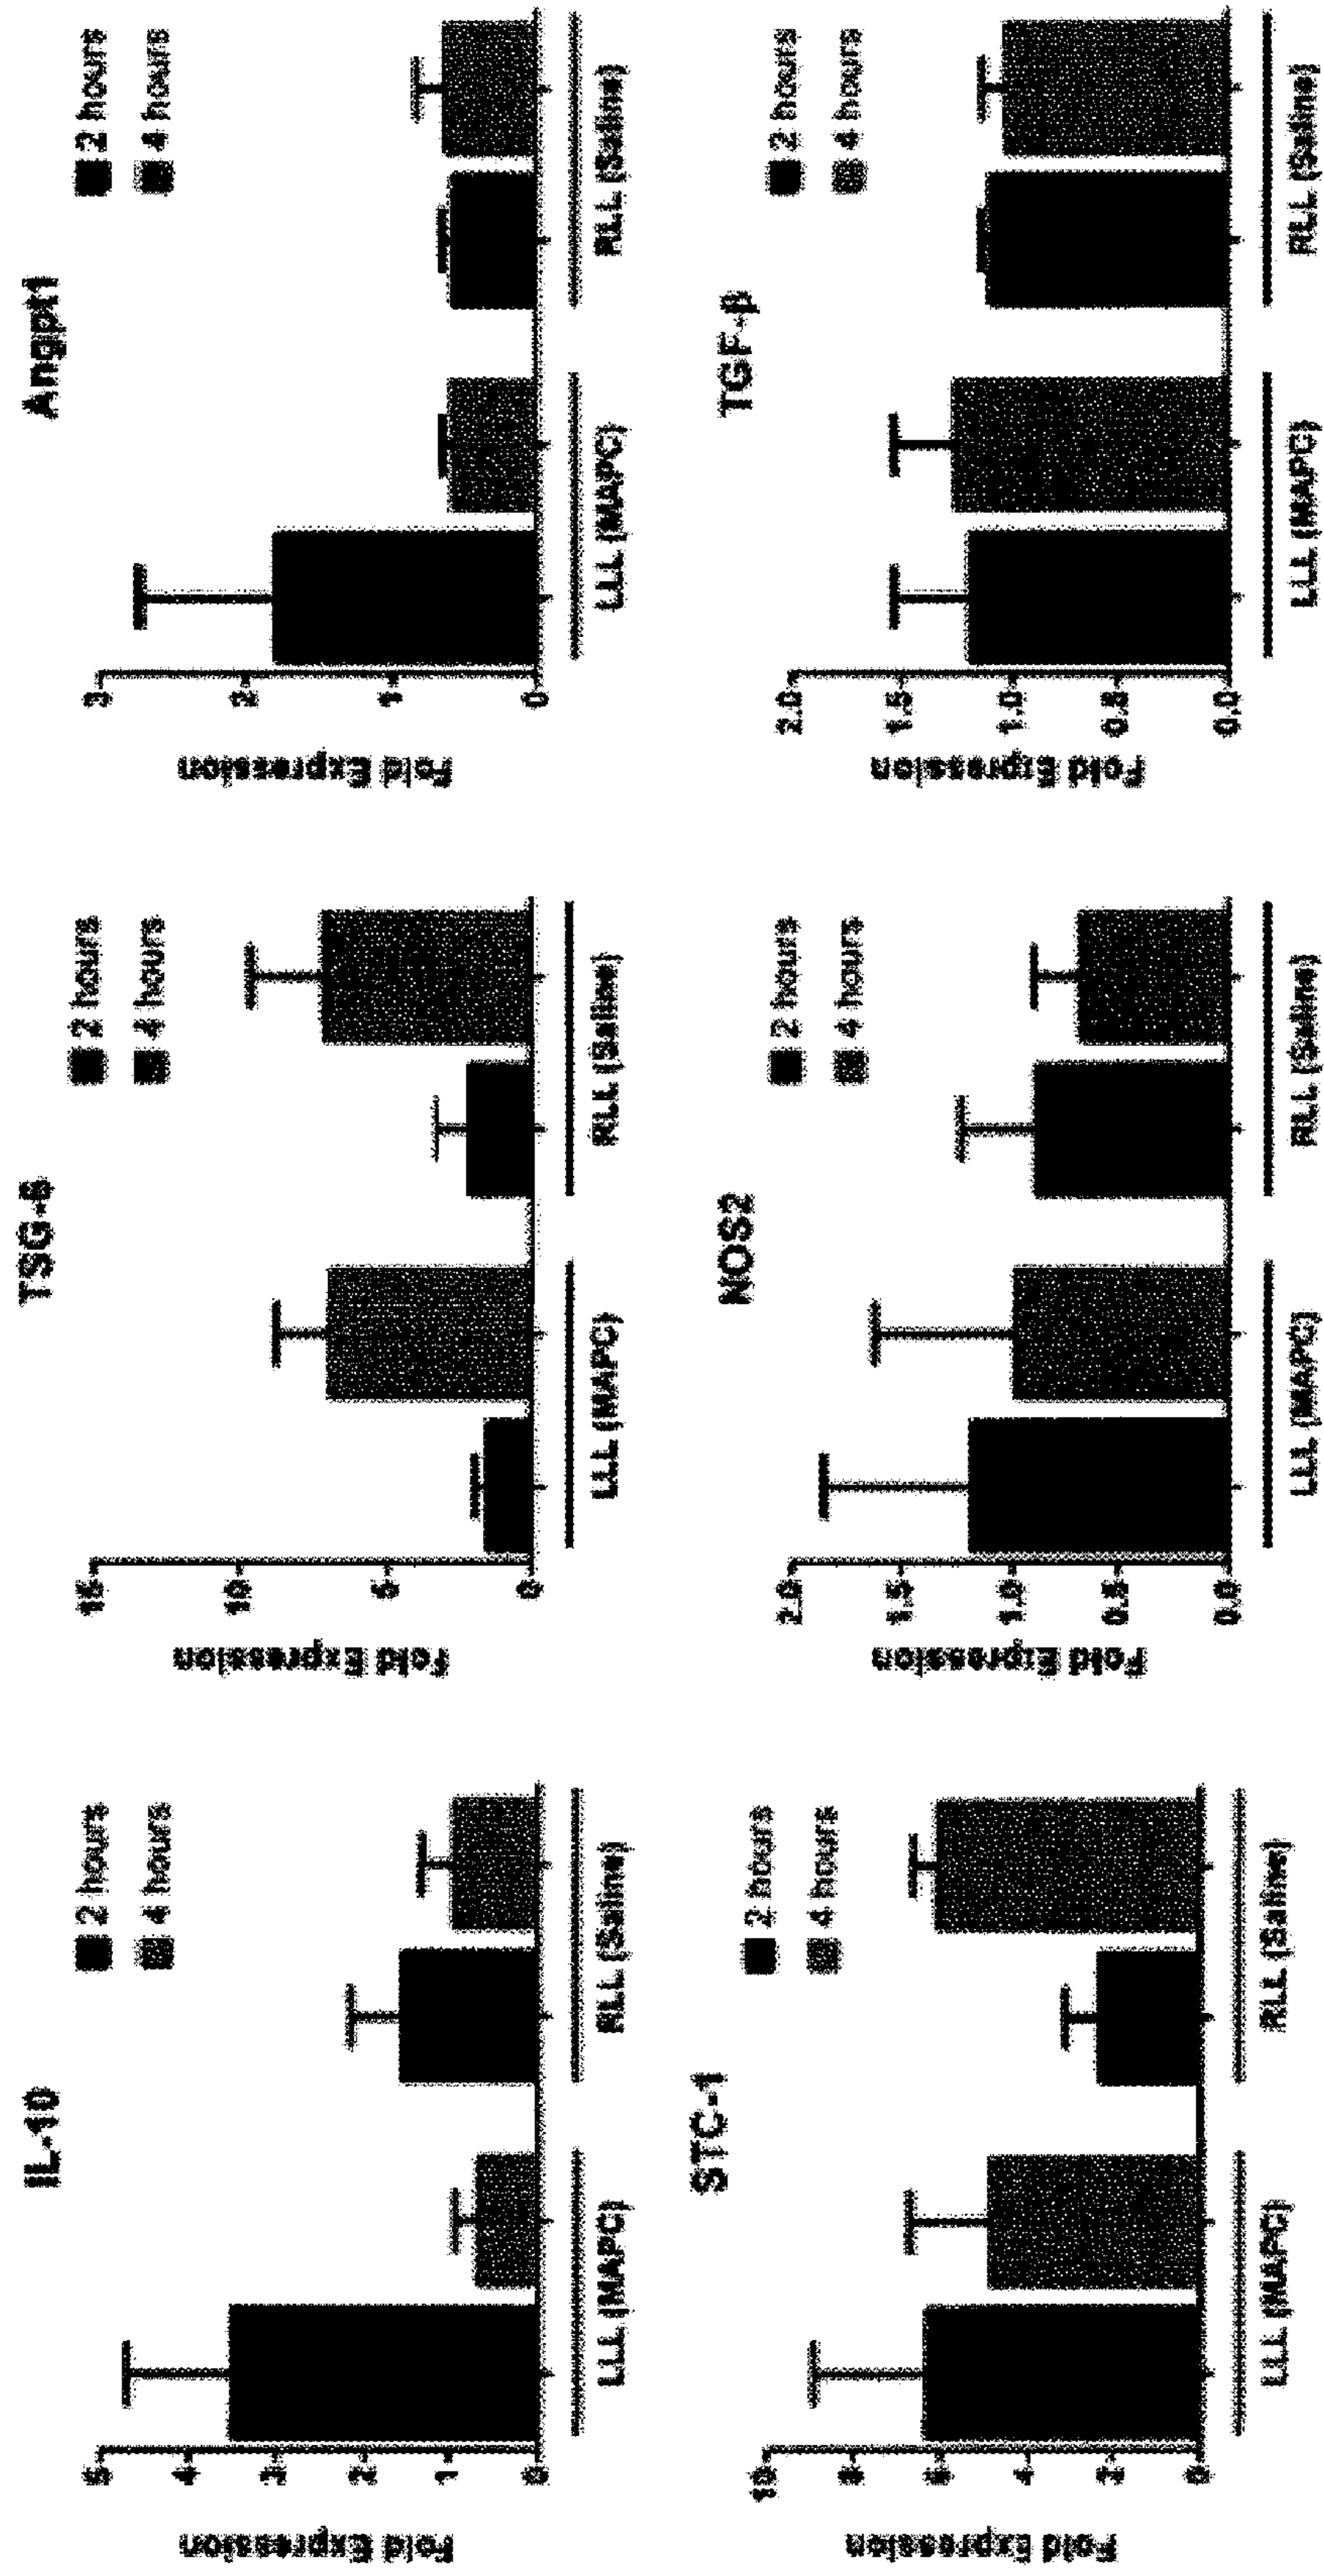 IL-10
Fold Expression
5
4
3
2
1
0
2 hours
4 hours
LLL (MAPC)
RLL (Saline)
TSG-6
Fold Expression
15
10
5
0
2 hours
4 hours
LLL (MAPC)
RLL (Saline)
Angpt1
Fold Expression
3
2
1
0
2 hours
4 hours
LLL (MAPC)
RLL (Saline)
STC-1
Fold Expression
10
8
6
4
2
0
2 hours
4 hours
LLL (MAPC)
RLL (Saline)
NOS2
Fold Expression
2.0
1.5
1.0
0.5
0.0
2 hours
4 hours
LLL (MAPC)
RLL (Saline)
TGF-β
Fold Expression
2.0
1.5
1.0
0.5
0.0
2 hours
4 hours
LLL (MAPC)
RLL (Saline)